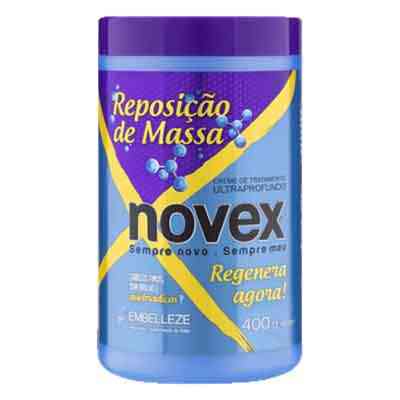 Reposição
de Massa
CREME DE TRATAMENTO
ULTRAPROFUNDO
novex
Sempre novo . Sempre meu
Regenera
agora!
EMBELLEZE
400